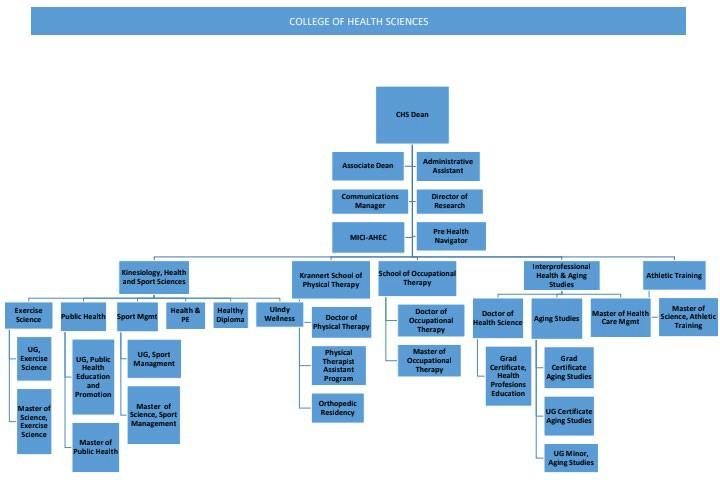 COLLEGE OF HEALTH SCIENCES
CHS Dean
Associate Dean
Administrative
Assistant
Communications
Manager
Director of
Research
MICI-AHEC
Pre Health
Navigator
Kinesiology, Health
and Sport Sciences
Krannert School of
Physical Therapy
School of Occupational
Therapy
Interprofessional
Health & Aging
Studies
Athletic Training
Exercise
Science
Public Health
Sport Mgmt
Health &
PE
Healthy
Diploma
UIndy
Wellness
Doctor of
Physical Therapy
Doctor of
Occupational
Therapy
Doctor of
Health Science
Aging Studies
Master of Health
Care Mgmt
Master of
Science, Athletic
Training
UG,
Exercise
Science
UG, Public
Health
Education
and
Promotion
UG, Sport
Managment
Physical
Therapist
Assistant
Program
Master of
Occupational
Therapy
Grad
Certificate,
Health
Profesions
Education
Grad
Certificate
Aging Studies
Master of
Science,
Exercise
Science
Master of
Public Health
Master of
Science, Sport
Management
Orthopedic
Residency
UG Certificate
Aging Studies
UG Minor,
Aging Studies